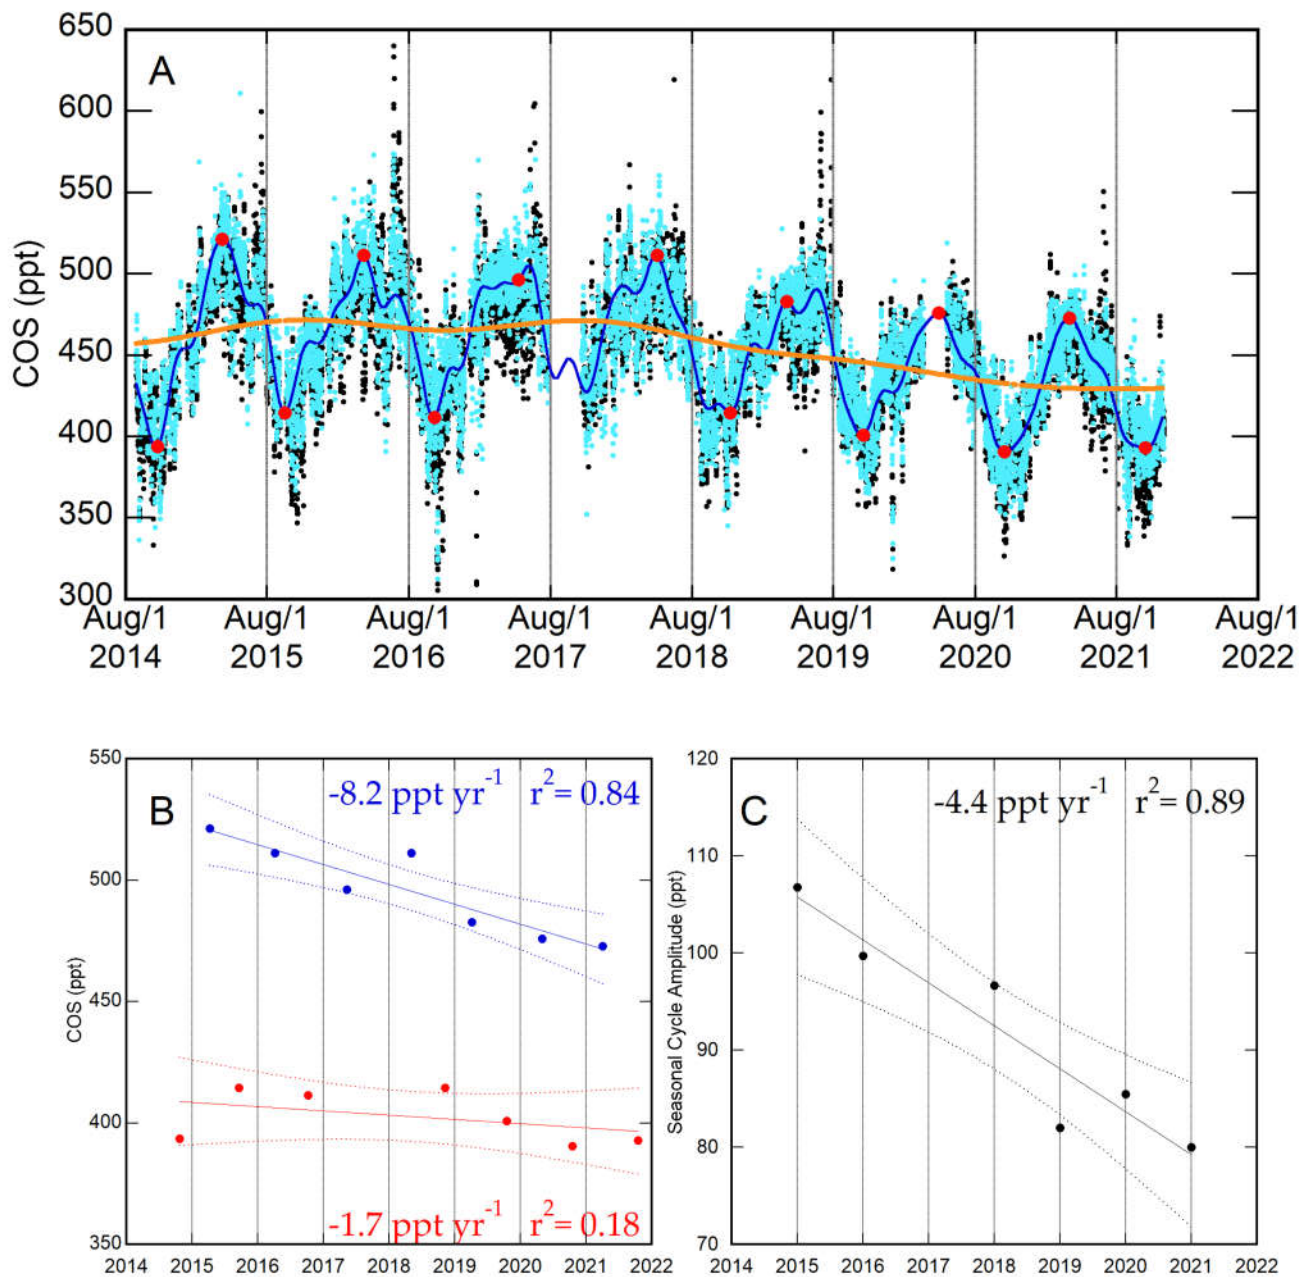 650
A
600
550
500
450
400
350
300
COS (ppt)
Aug/1 Aug/1 Aug/1 Aug/1 Aug/1 Aug/1 Aug/1 Aug/1 Aug/1
2014 2015 2016 2017 2018 2019 2020 2021 2022
550
B
-8.2 ppt yr⁻¹ r²= 0.84
500
450
400
350
COS (ppt)
-1.7 ppt yr⁻¹ r²= 0.18
2014 2015 2016 2017 2018 2019 2020 2021 2022
120
C
-4.4 ppt yr⁻¹ r²= 0.89
110
100
90
80
70
Seasonal Cycle Amplitude (ppt)
2014 2015 2016 2017 2018 2019 2020 2021 2022